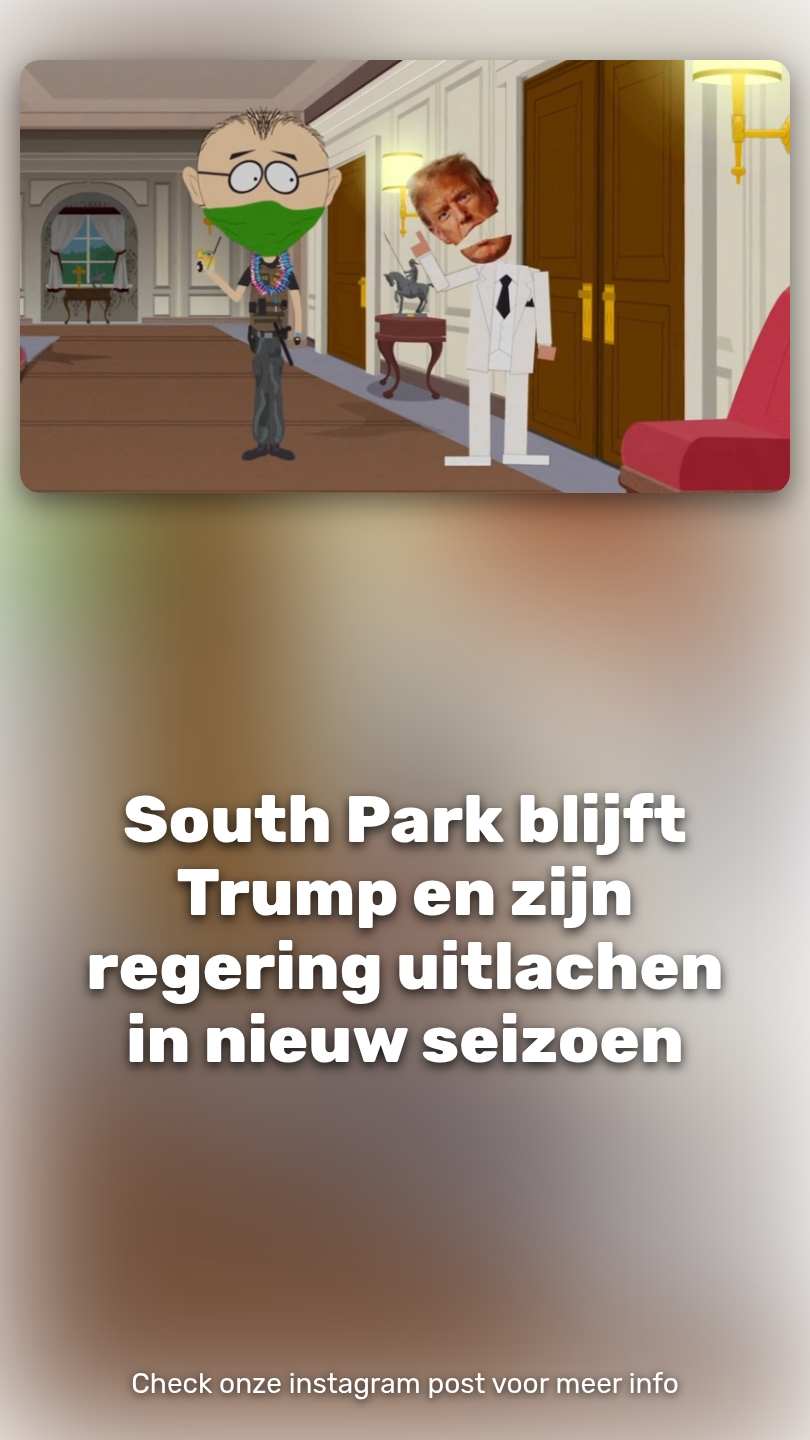 South Park blijft
Trump en zijn
regering uitlachen
in nieuw seizoen
Check onze instagram post voor meer info